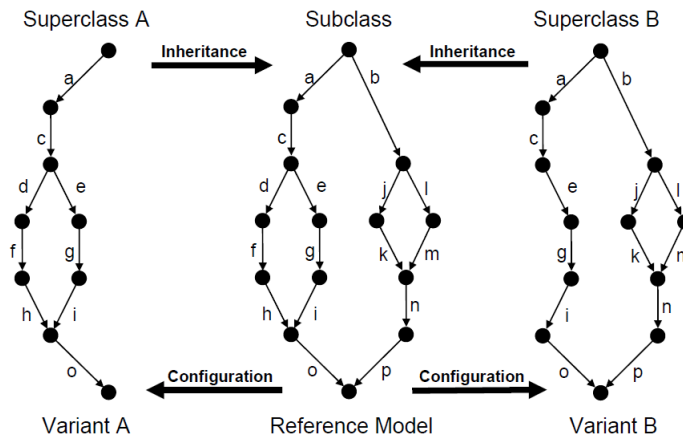 Superclass A Subclass Superclass B
Inheritance Inheritance
a a b a b
c c c
d e d e j l e j l
f g f g k m g k
n n
h i h i i
Configuration Configuration
o o p o p
Variant A Reference Model Variant B